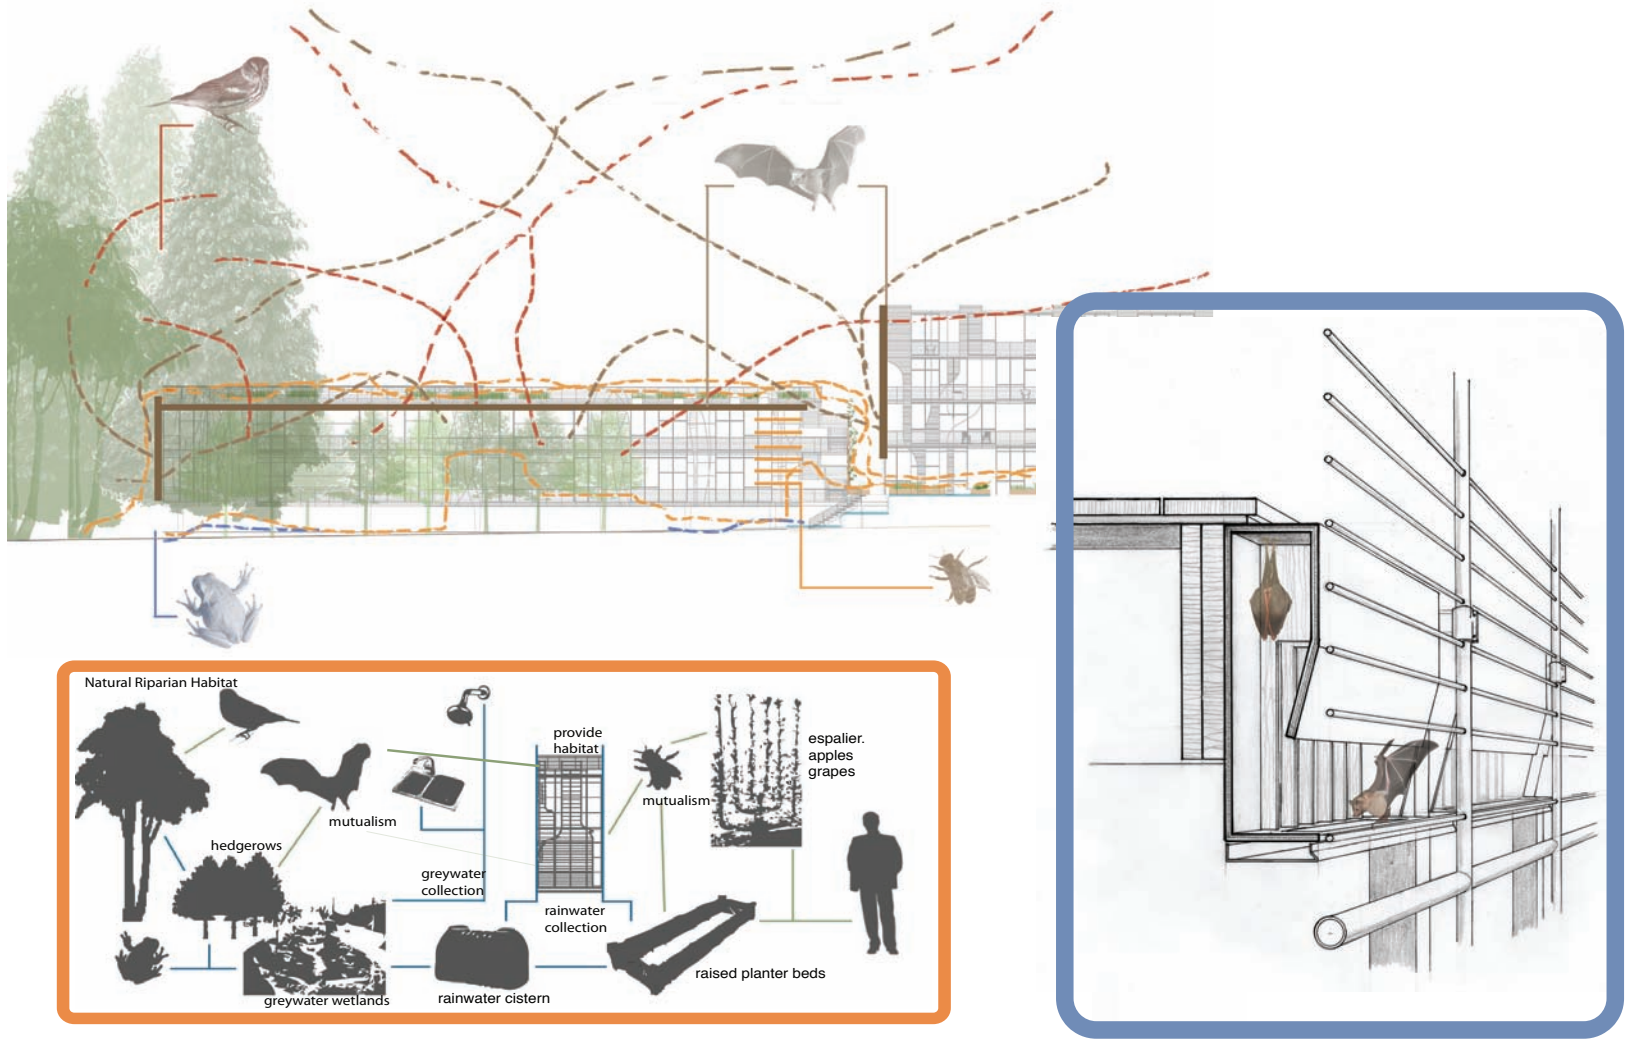 Natural Riparian Habitat
provide
habitat
espalier.
apples
grapes
mutualism
mutualism
hedgerows
greywater
collection
rainwater
collection
raised planter beds
greywater wetlands
rainwater cistern